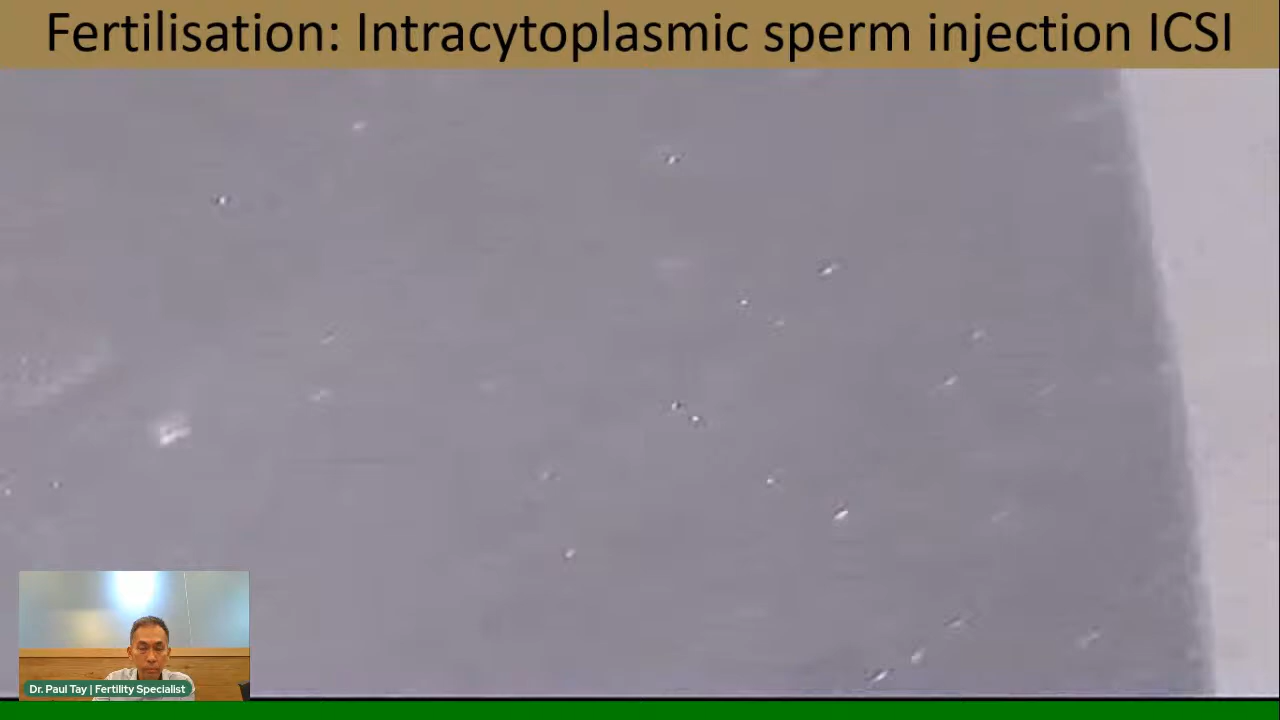 Fertilisation: Intracytoplasmic sperm injection ICSI
Dr. Paul Tay | Fertility Specialist